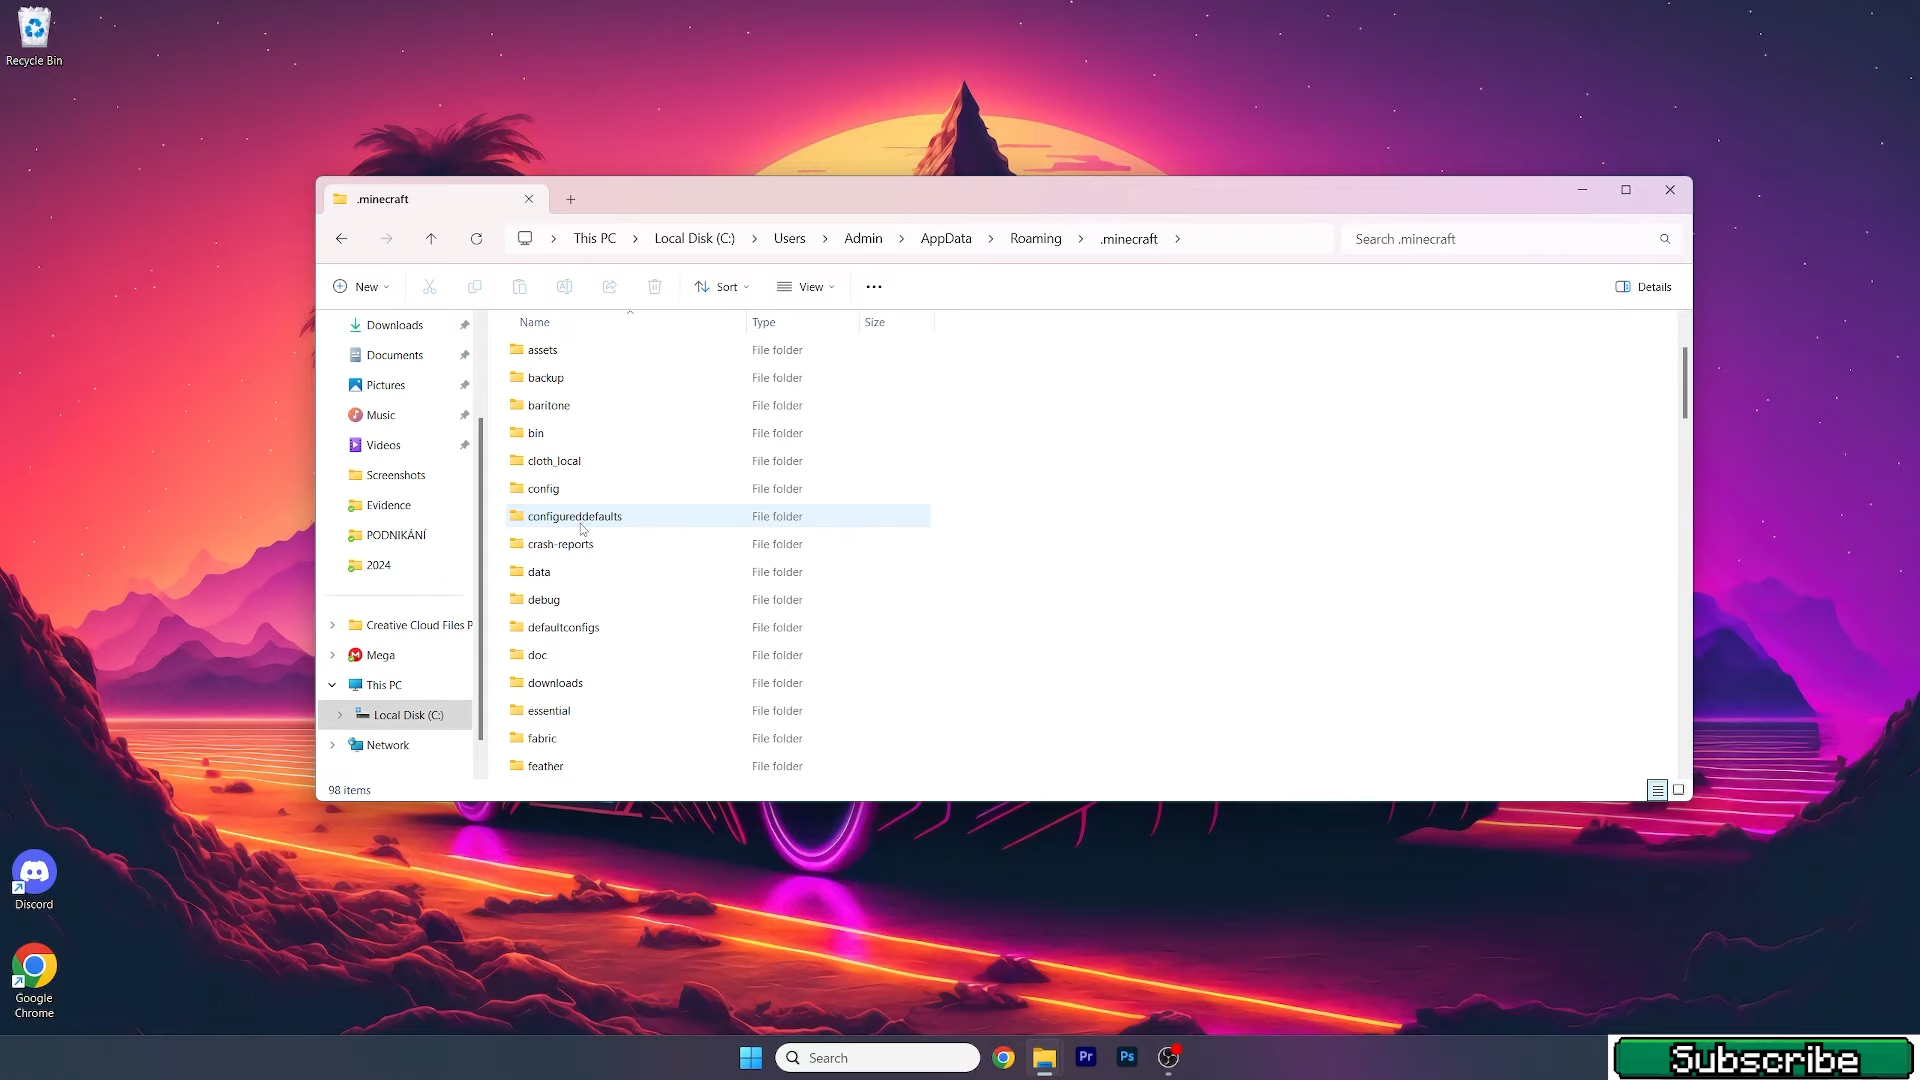 Recycle Bin
.minecraft
This PC
Local Disk (C:)
Users
Admin
AppData
Roaming
.minecraft
Search .minecraft
New
Sort
View
Details
Downloads
Documents
Pictures
Music
Videos
Screenshots
Evidence
PODNIKÁNÍ
2024
Creative Cloud Files P
Mega
This PC
Local Disk (C:)
Network
Name Type Size
assets File folder
backup File folder
baritone File folder
bin File folder
cloth_local File folder
config File folder
configureddefaults File folder
crash-reports File folder
data File folder
debug File folder
defaultconfigs File folder
doc File folder
downloads File folder
essential File folder
fabric File folder
feather File folder
98 items
Discord
Google
Chrome
Search
Pr
Ps
Subscribe